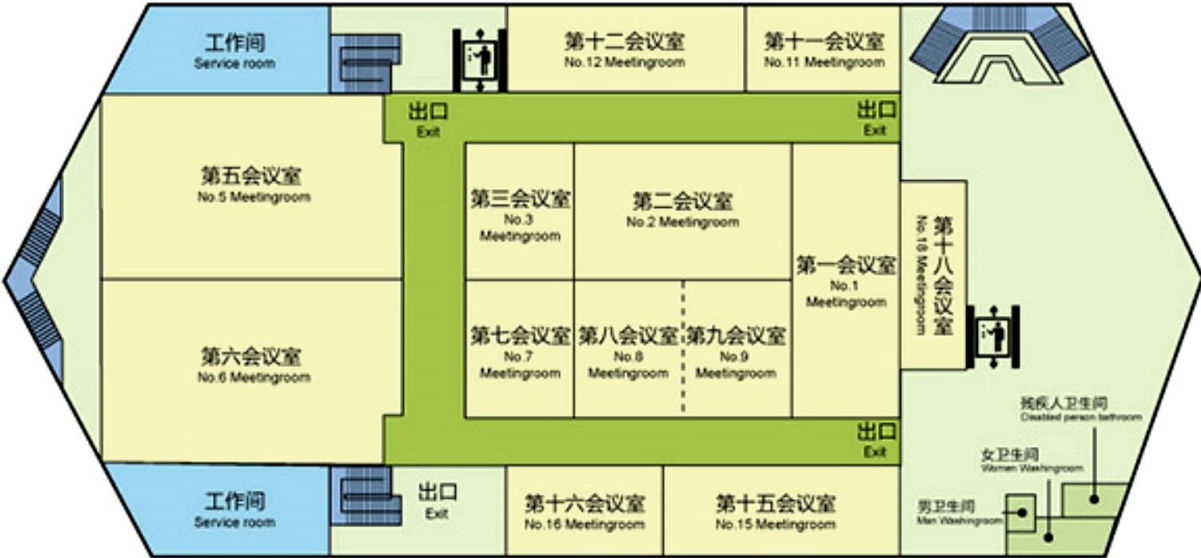 工作间
Service room
第十二会议室
No.12 Meetingroom
第十一会议室
No.11 Meetingroom
出口
Exit
出口
Exit
第五会议室
No.5 Meetingroom
第三会议室
No.3
Meetingroom
第二会议室
No.2 Meetingroom
第一会议室
No.1
Meetingroom
第十八会议室
No.18 Meetingroom
第六会议室
No.6 Meetingroom
第七会议室
No.7
Meetingroom
第八会议室
No.8
Meetingroom
第九会议室
No.9
Meetingroom
残疾人卫生间
Disabled person bathroom
出口
Exit
女卫生间
Women Washingroom
工作间
Service room
出口
Exit
第十六会议室
No.16 Meetingroom
第十五会议室
No.15 Meetingroom
男卫生间
Man Washingroom